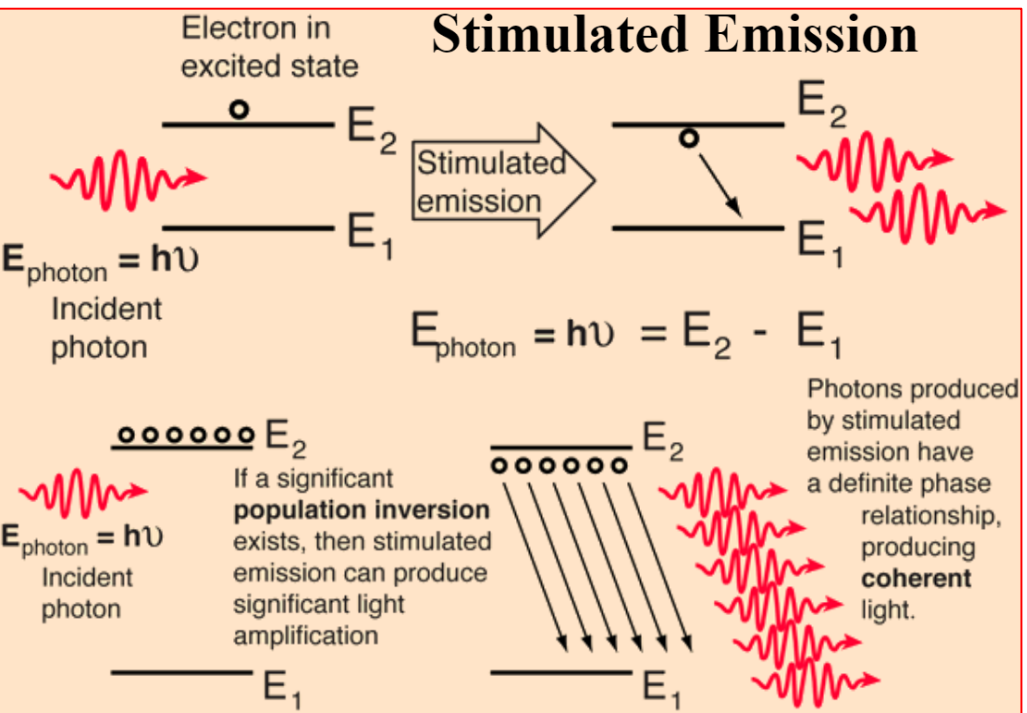 Stimulated Emission
Electron in
excited state
E2
E1
Ephoton = hυ
Incident
photon
Stimulated
emission
E2
E1
Ephoton = hυ = E2 - E1
E2
Ephoton = hυ
Incident
photon
If a significant
population inversion
exists, then stimulated
emission can produce
significant light
amplification
E1
E2
E1
Photons produced
by stimulated
emission have
a definite phase
relationship,
producing
coherent
light.